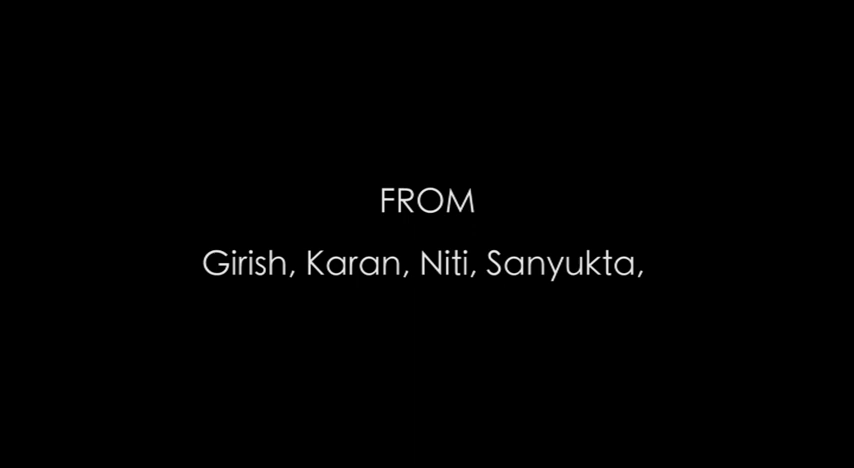 FROM
Girish, Karan, Niti, Sanyukta,